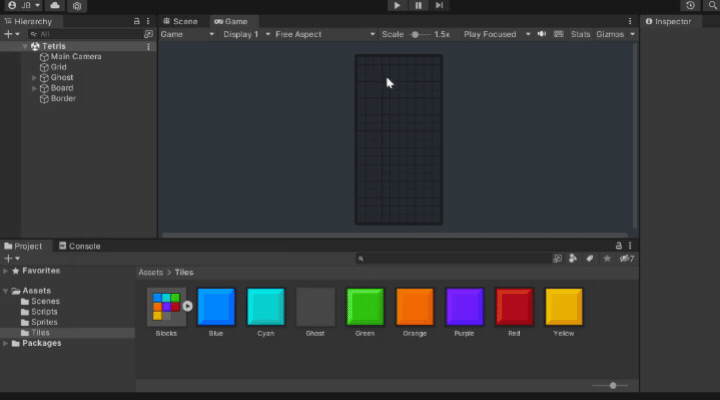 JB
Hierarchy
Scene
Game
Inspector
All
Game
Display 1
Free Aspect
Scale
1.5x
Play Focused
Stats
Gizmos
Tetris
Main Camera
Grid
Ghost
Board
Border
Project
Console
7
Favorites
Assets > Tiles
Assets
Scenes
Scripts
Sprites
Tiles
Packages
Blocks
Blue
Cyan
Ghost
Green
Orange
Purple
Red
Yellow